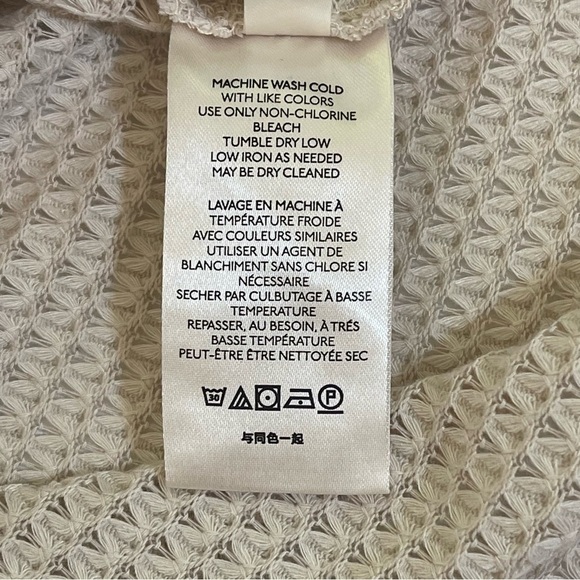 MACHINE WASH COLD
WITH LIKE COLORS
USE ONLY NON-CHLORINE
BLEACH
TUMBLE DRY LOW
LOW IRON AS NEEDED
MAY BE DRY CLEANED
LAVAGE EN MACHINE À
TEMPÉRATURE FROIDE
AVEC COULEURS SIMILAIRES
UTILISER UN AGENT DE
BLANCHIMENT SANS CHLORE SI
NÉCESSAIRE
SECHER PAR CULBUTAGE À BASSE
TEMPERATURE
REPASSER, AU BESOIN, À TRÉS
BASSE TEMPÉRATURE
PEUT-ÊTRE ÊTRE NETTOYÉE SEC
30 P
与同色一起